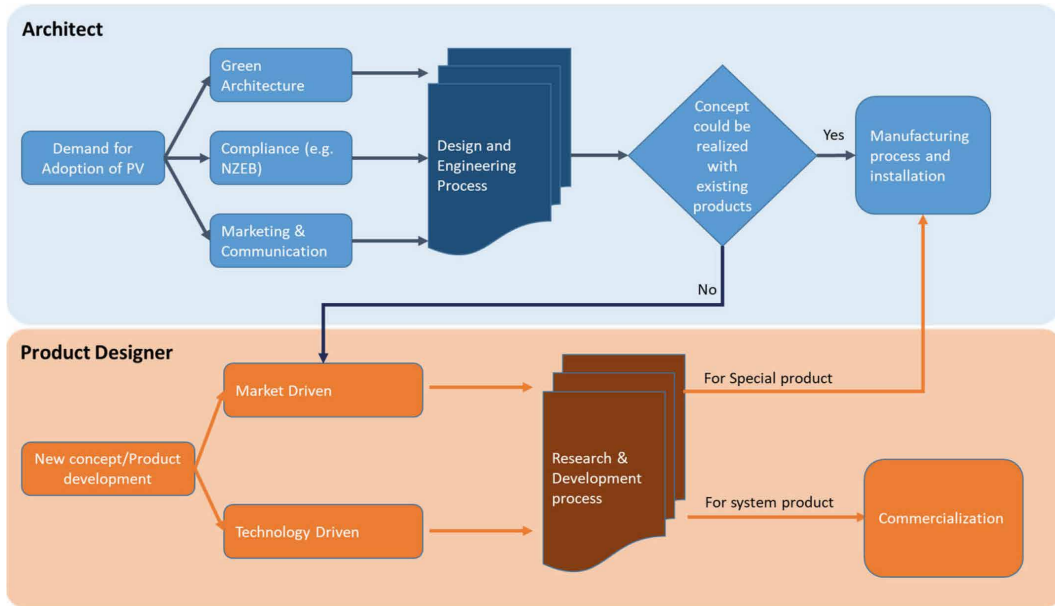 Architect
Green
Architecture
Demand for
Adoption of PV
Compliance (e.g.
NZEB)
Marketing &
Communication
Design and
Engineering
Process
Concept
could be
realized
with
existing
products
Yes
Manufacturing
process and
installation
No
Product Designer
Market Driven
For Special product
New concept/Product
development
Research &
Development
process
Technology Driven
For system product
Commercialization